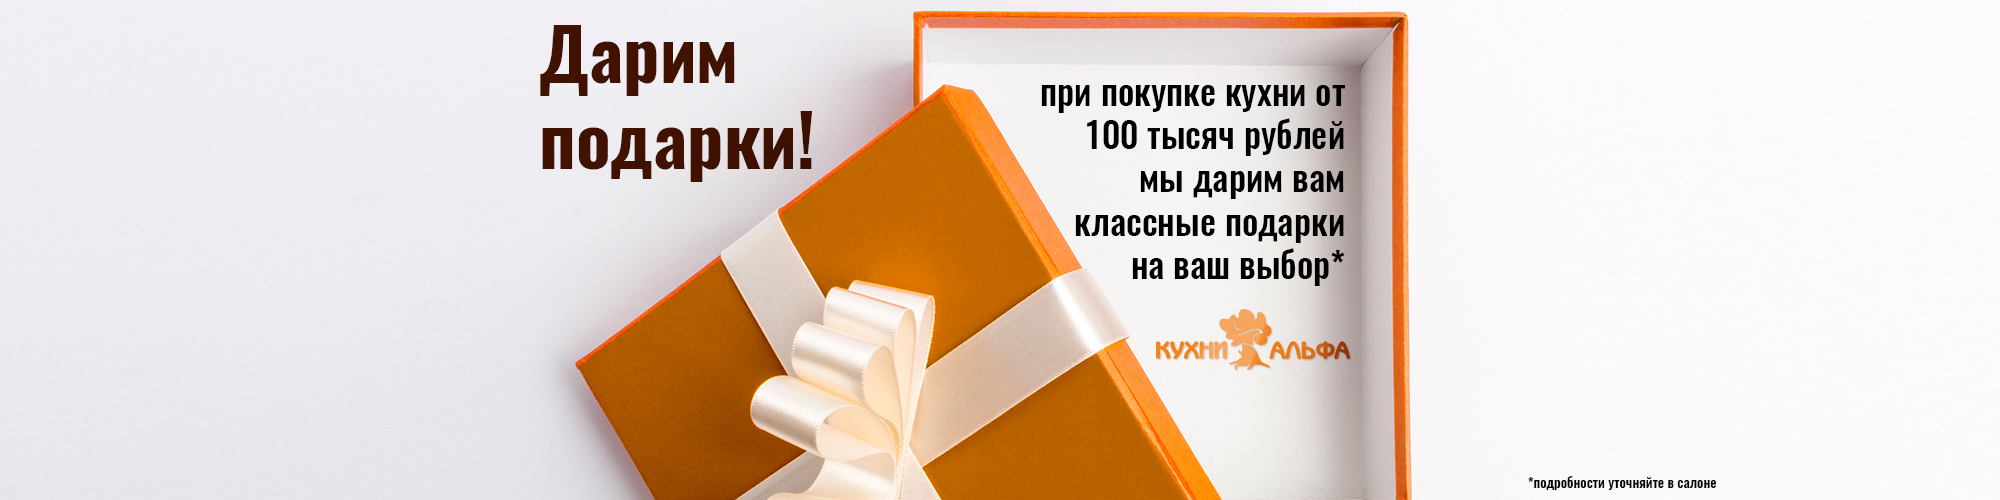 Дарим
подарки!
при покупке кухни от
100 тысяч рублей
мы дарим вам
классные подарки
на ваш выбор*
КУХНИ АЛЬФА
*подробности уточняйте в салоне